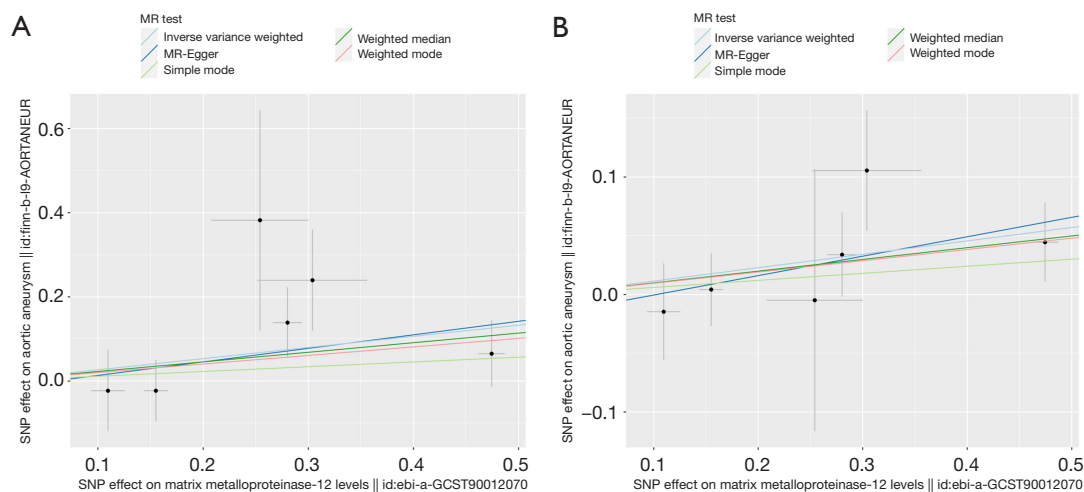 A
MR test
Inverse variance weighted
MR-Egger
Simple mode
Weighted median
Weighted mode
SNP effect on aortic aneurysm || id:finn-b-I9-AORTANEUR
0.6
0.4
0.2
0.0
0.1 0.2 0.3 0.4 0.5
SNP effect on matrix metalloproteinase-12 levels || id:ebi-a-GCST90012070
B
MR test
Inverse variance weighted
MR-Egger
Simple mode
Weighted median
Weighted mode
SNP effect on aortic aneurysm || id:finn-b-I9-AORTANEUR
0.1
0.0
−0.1
0.1 0.2 0.3 0.4 0.5
SNP effect on matrix metalloproteinase-12 levels || id:ebi-a-GCST90012070